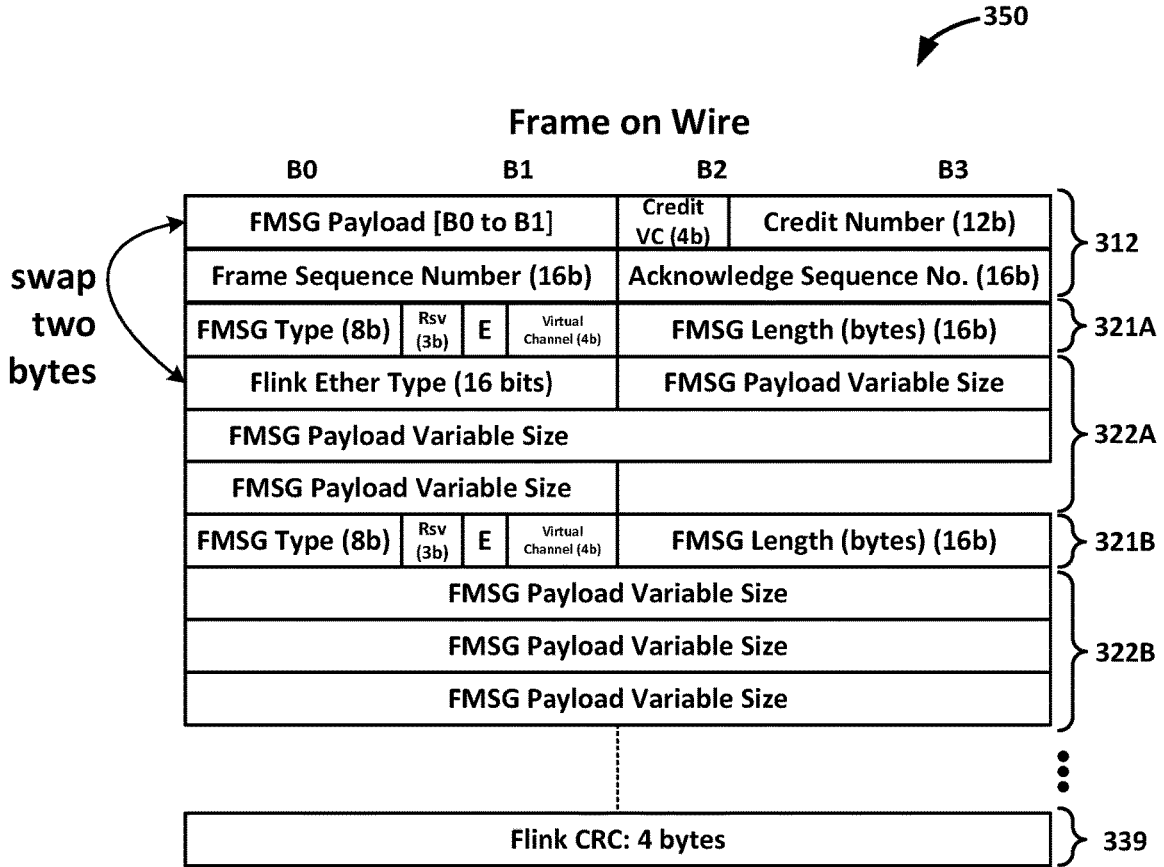 350
Frame on Wire
B0 B1 B2 B3
FMSG Payload [B0 to B1] Credit VC (4b) Credit Number (12b)
312
Frame Sequence Number (16b) Acknowledge Sequence No. (16b)
swap
two
bytes
FMSG Type (8b) Rsv (3b) E Virtual Channel (4b) FMSG Length (bytes) (16b) 321A
Flink Ether Type (16 bits) FMSG Payload Variable Size
FMSG Payload Variable Size 322A
FMSG Payload Variable Size
FMSG Type (8b) Rsv (3b) E Virtual Channel (4b) FMSG Length (bytes) (16b) 321B
FMSG Payload Variable Size
FMSG Payload Variable Size 322B
FMSG Payload Variable Size
Flink CRC: 4 bytes 339